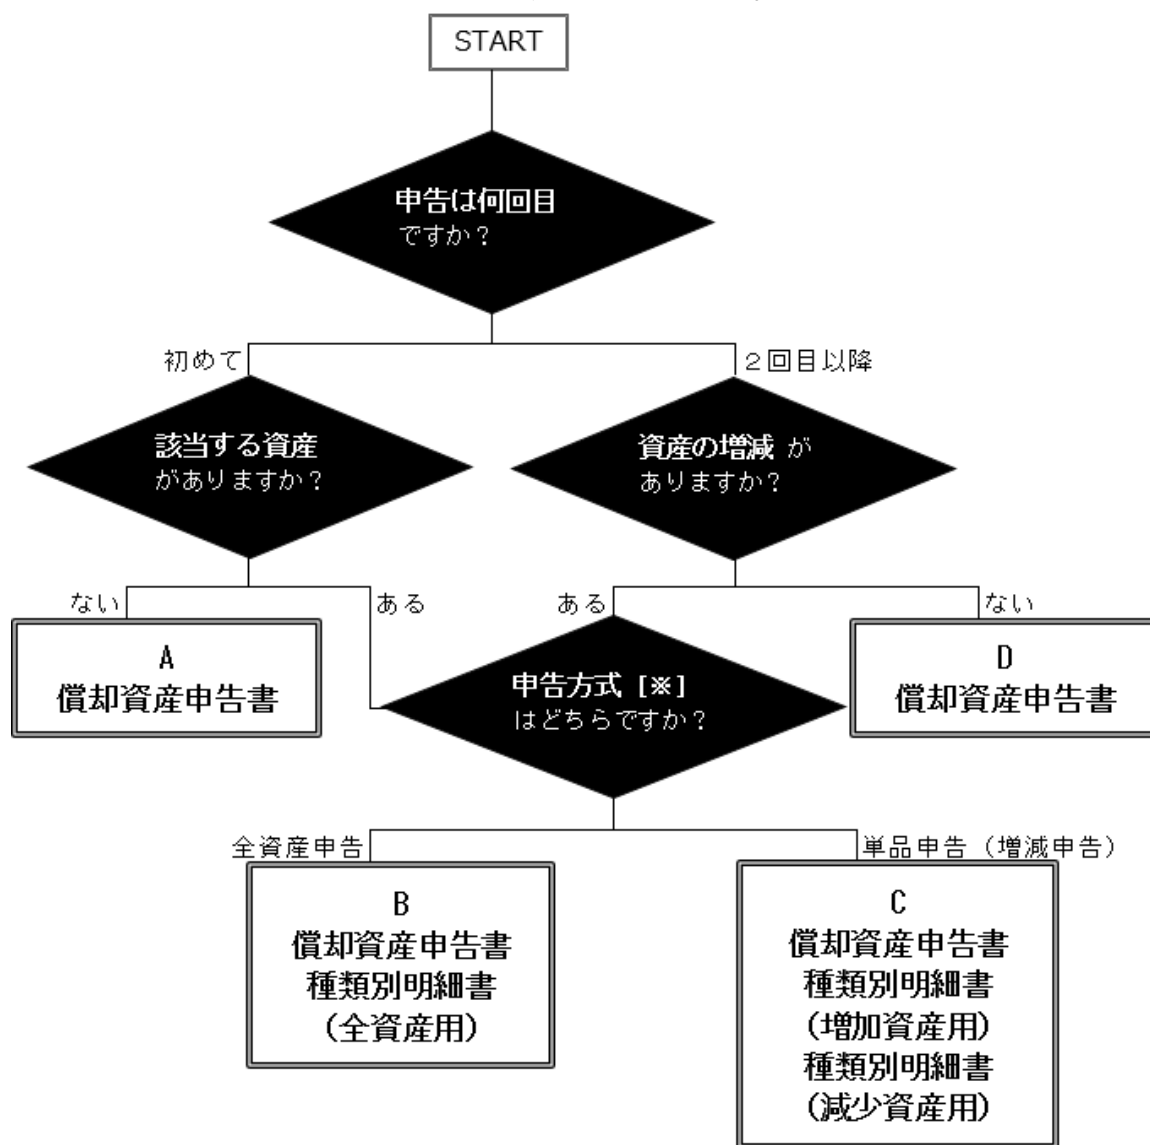 START
申告は何回目
ですか？
初めて
２回目以降
該当する資産
がありますか？
資産の増減 が
ありますか？
ない
ある
ある
ない
A
償却資産申告書
申告方式 [※]
はどちらですか？
D
償却資産申告書
全資産申告
単品申告（増減申告）
B
償却資産申告書
種類別明細書
(全資産用)
C
償却資産申告書
種類別明細書
(増加資産用)
種類別明細書
(減少資産用)